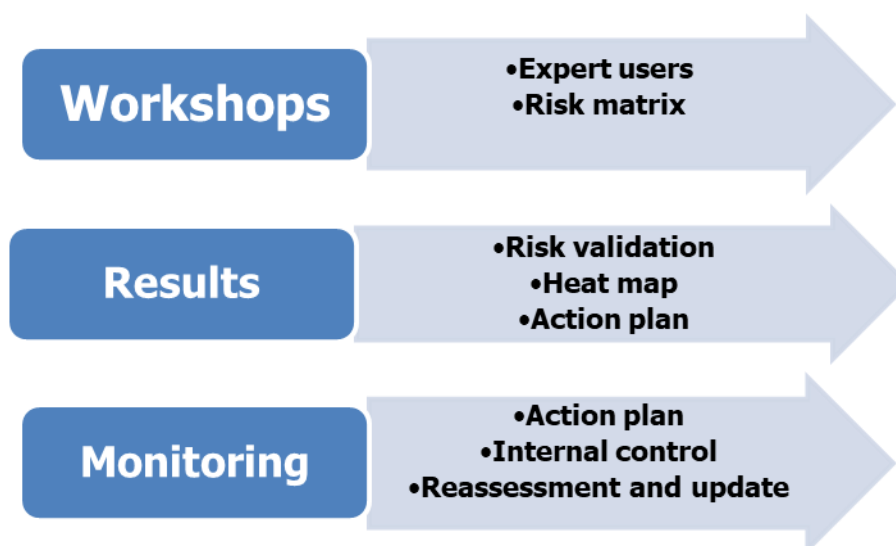 Workshops
•Expert users
•Risk matrix
Results
•Risk validation
•Heat map
•Action plan
Monitoring
•Action plan
•Internal control
•Reassessment and update